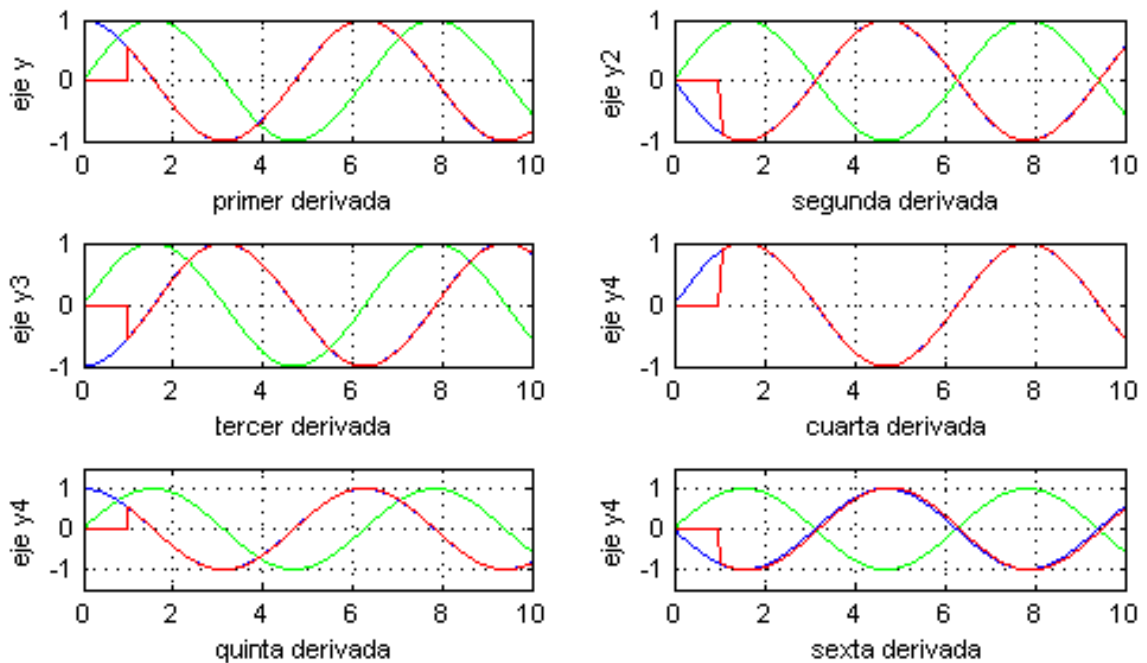 1
0
-1
eje y
0 2 4 6 8 10
primer derivada
1
0
-1
eje y2
0 2 4 6 8 10
segunda derivada
1
0
-1
eje y3
0 2 4 6 8 10
tercer derivada
1
0
-1
eje y4
0 2 4 6 8 10
cuarta derivada
1
0
-1
eje y4
0 2 4 6 8 10
quinta derivada
1
0
-1
eje y4
0 2 4 6 8 10
sexta derivada